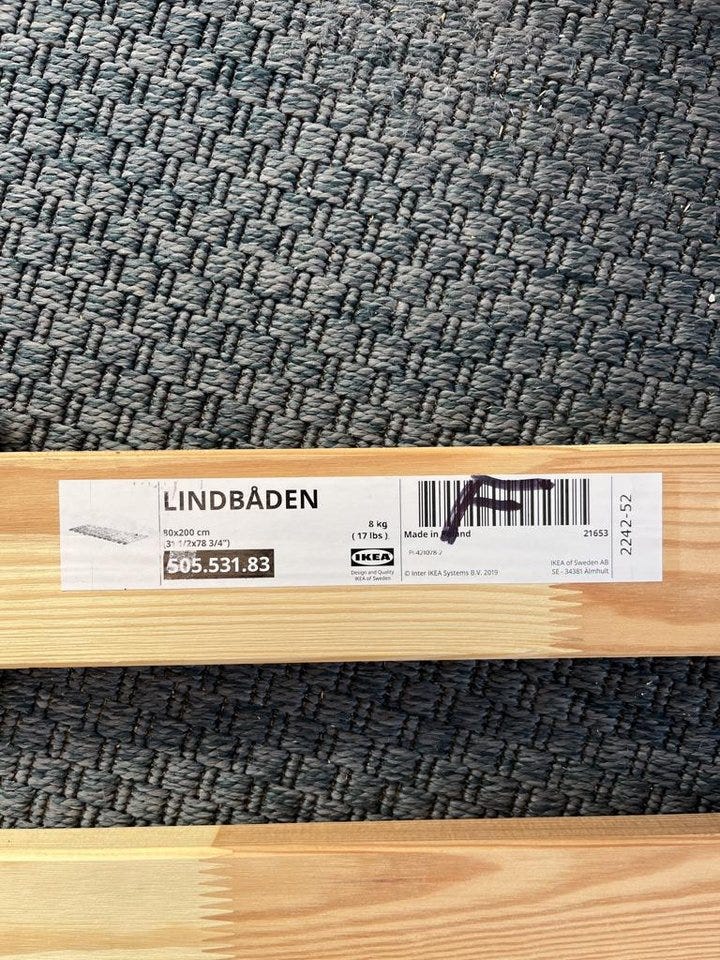 LINDBÅDEN
80x200 cm
(31 1/2x78 3/4")
505.531.83
8 kg
(17 lbs)
IKEA
Design and Quality
IKEA of Sweden
F
Made in
21653
© Inter IKEA Systems B.V. 2019
IKEA of Sweden AB
SE - 34381 Älmhult
2242-52